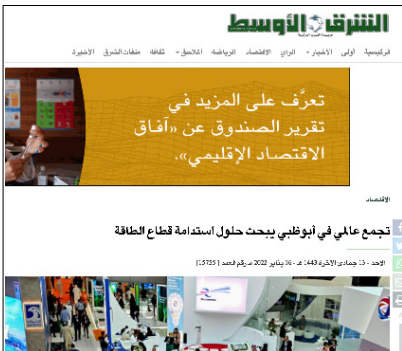 الشرق الأوسط
الرئيسية أولى الأخبار الرأي الاقتصاد الرياضة الملاحق ثقافة ملفات الشرق الأخيرة
تعرَّف على المزيد في
تقرير الصندوق عن «آفاق
الاقتصاد الإقليمي».
الاقتصاد
تجمع عالمي في أبوظبي يبحث حلول استدامة قطاع الطاقة
الأحد - 13 جمادى الآخرة 1443 هـ - 16 يناير 2022 مـ رقم العدد [ 15755]